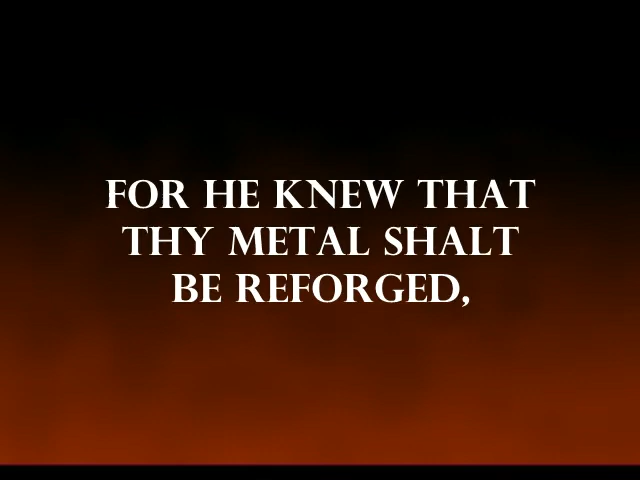 FOR HE KNEW THAT
THY METAL SHALT
BE REFORGED,